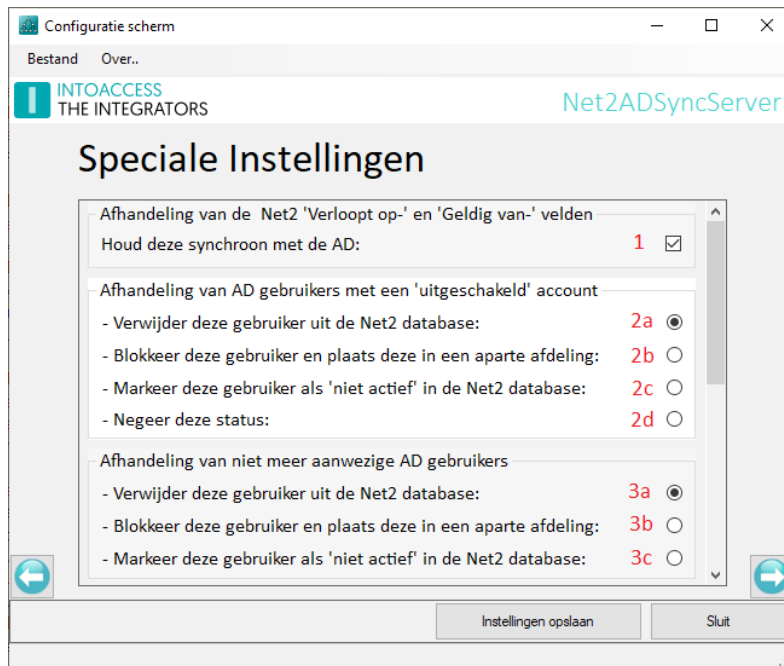 Configuratie scherm
Bestand Over..
INTOACCESS
THE INTEGRATORS
Net2ADSyncServer
Speciale Instellingen
Afhandeling van de Net2 'Verloopt op-' en 'Geldig van-' velden
Houd deze synchroon met de AD: 1
Afhandeling van AD gebruikers met een 'uitgeschakeld' account
- Verwijder deze gebruiker uit de Net2 database: 2a
- Blokkeer deze gebruiker en plaats deze in een aparte afdeling: 2b
- Markeer deze gebruiker als 'niet actief' in de Net2 database: 2c
- Negeer deze status: 2d
Afhandeling van niet meer aanwezige AD gebruikers
- Verwijder deze gebruiker uit de Net2 database: 3a
- Blokkeer deze gebruiker en plaats deze in een aparte afdeling: 3b
- Markeer deze gebruiker als 'niet actief' in de Net2 database: 3c
Instellingen opslaan Sluit